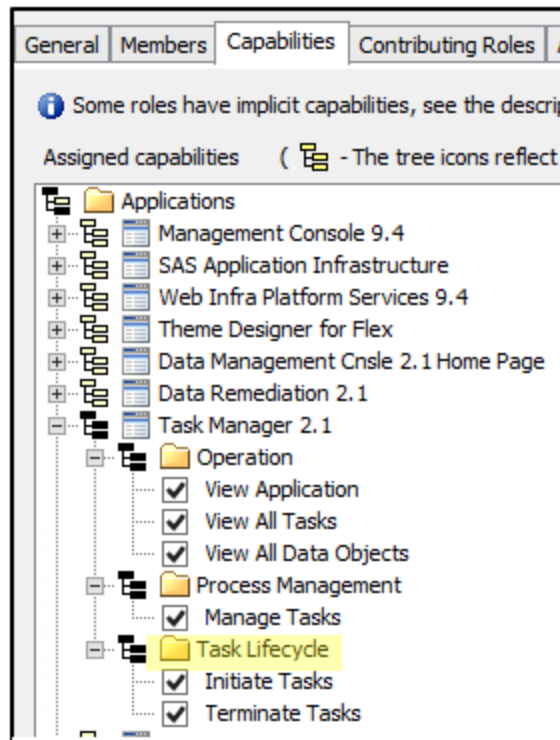 General Members Capabilities Contributing Roles
Some roles have implicit capabilities, see the
Assigned capabilities ( - The tree icons reflect
Applications
Management Console 9.4
SAS Application Infrastructure
Web Infra Platform Services 9.4
Theme Designer for Flex
Data Management Cnsle 2.1 Home Page
Data Remediation 2.1
Task Manager 2.1
Operation
View Application
View All Tasks
View All Data Objects
Process Management
Manage Tasks
Task Lifecycle
Initiate Tasks
Terminate Tasks